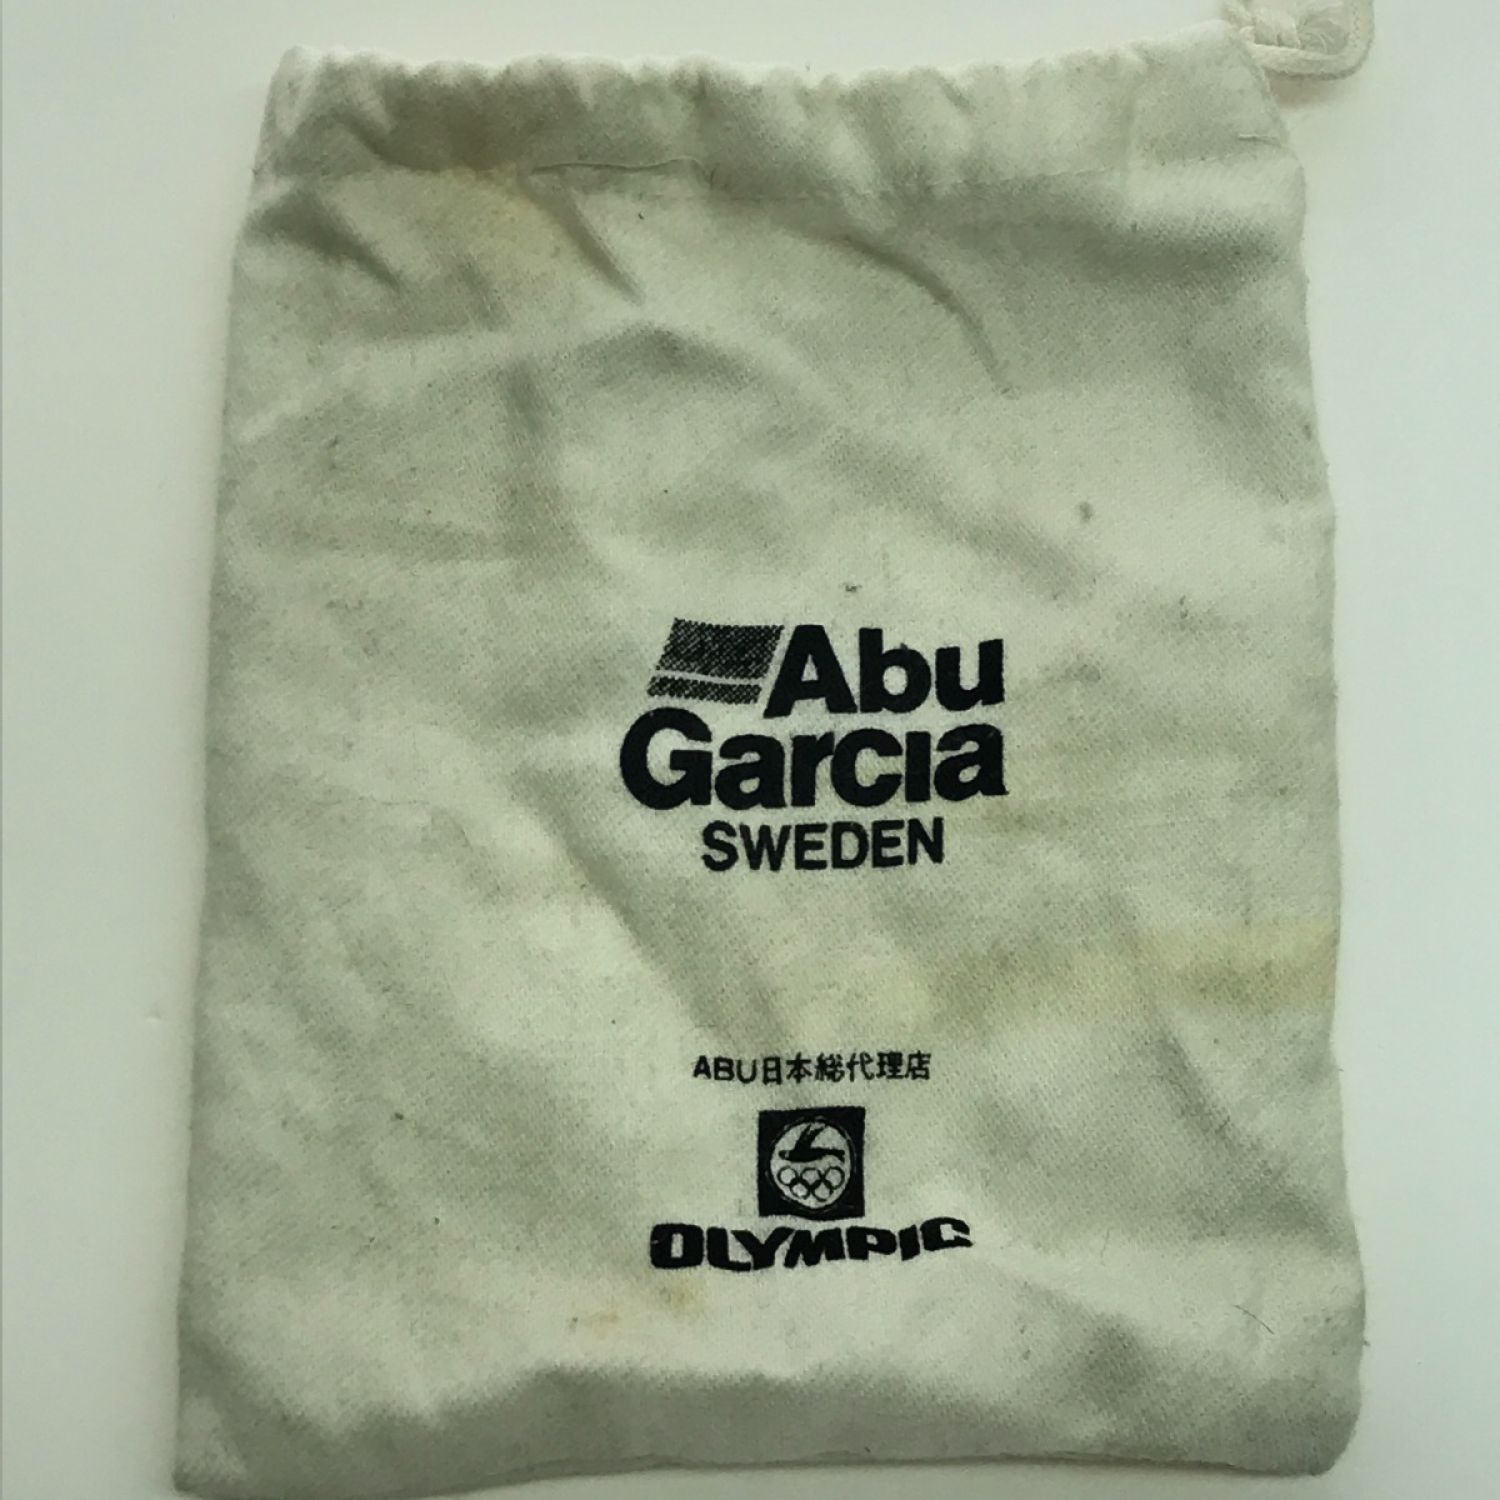 Abu
Garcia
SWEDEN
ABU日本総代理店
OLYMPIC